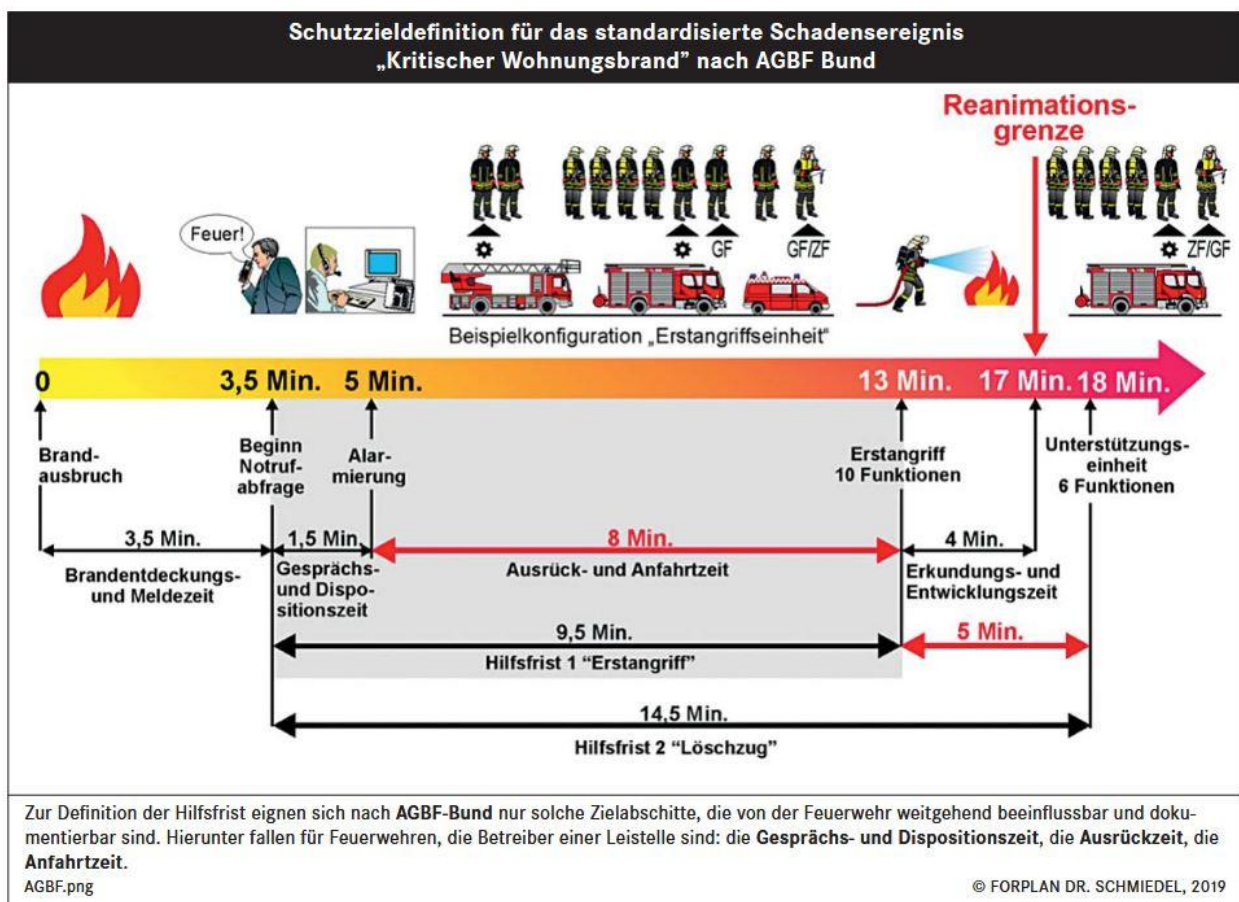 Schutzzieldefinition für das standardisierte Schadensereignis
„Kritischer Wohnungsbrand” nach AGBF Bund
Reanimations-
grenze
Feuer!
GF
GF/ZF
ZF/GF
Beispielkonfiguration „Erstangriffseinheit"
0
3,5 Min.
5 Min.
13 Min.
17 Min.
18 Min.
Brand-
ausbruch
Beginn
Notruf-
abfrage
Alar-
mierung
Erstangriff
10 Funktionen
Unterstützungs-
einheit
6 Funktionen
3,5 Min.
Brandentdeckungs-
und Meldezeit
1,5 Min.
Gesprächs-
und Dispo-
sitionszeit
8 Min.
Ausrück- und Anfahrtzeit
4 Min.
Erkundungs- und
Entwicklungszeit
9,5 Min.
Hilfsfrist 1 "Erstangriff"
5 Min.
14,5 Min.
Hilfsfrist 2 "Löschzug"
Zur Definition der Hilfsfrist eignen sich nach AGBF-Bund nur solche Zielabschitte, die von der Feuerwehr weitgehend beeinflussbar und doku-
mentierbar sind. Hierunter fallen für Feuerwehren, die Betreiber einer Leistelle sind: die Gesprächs- und Dispositionszeit, die Ausrückzeit, die
Anfahrtzeit.
AGBF.png
© FORPLAN DR. SCHMIEDEL, 2019